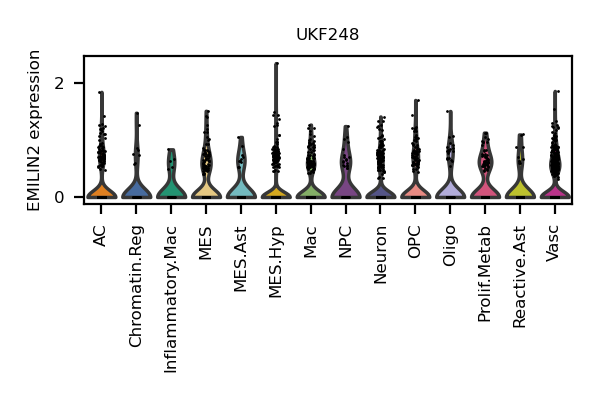 UKF248
EMILIN2 expression
2
0
AC
Chromatin.Reg
Inflammatory.Mac
MES
MES.Ast
MES.Hyp
Mac
NPC
Neuron
OPC
Oligo
Prolif.Metab
Reactive.Ast
Vasc